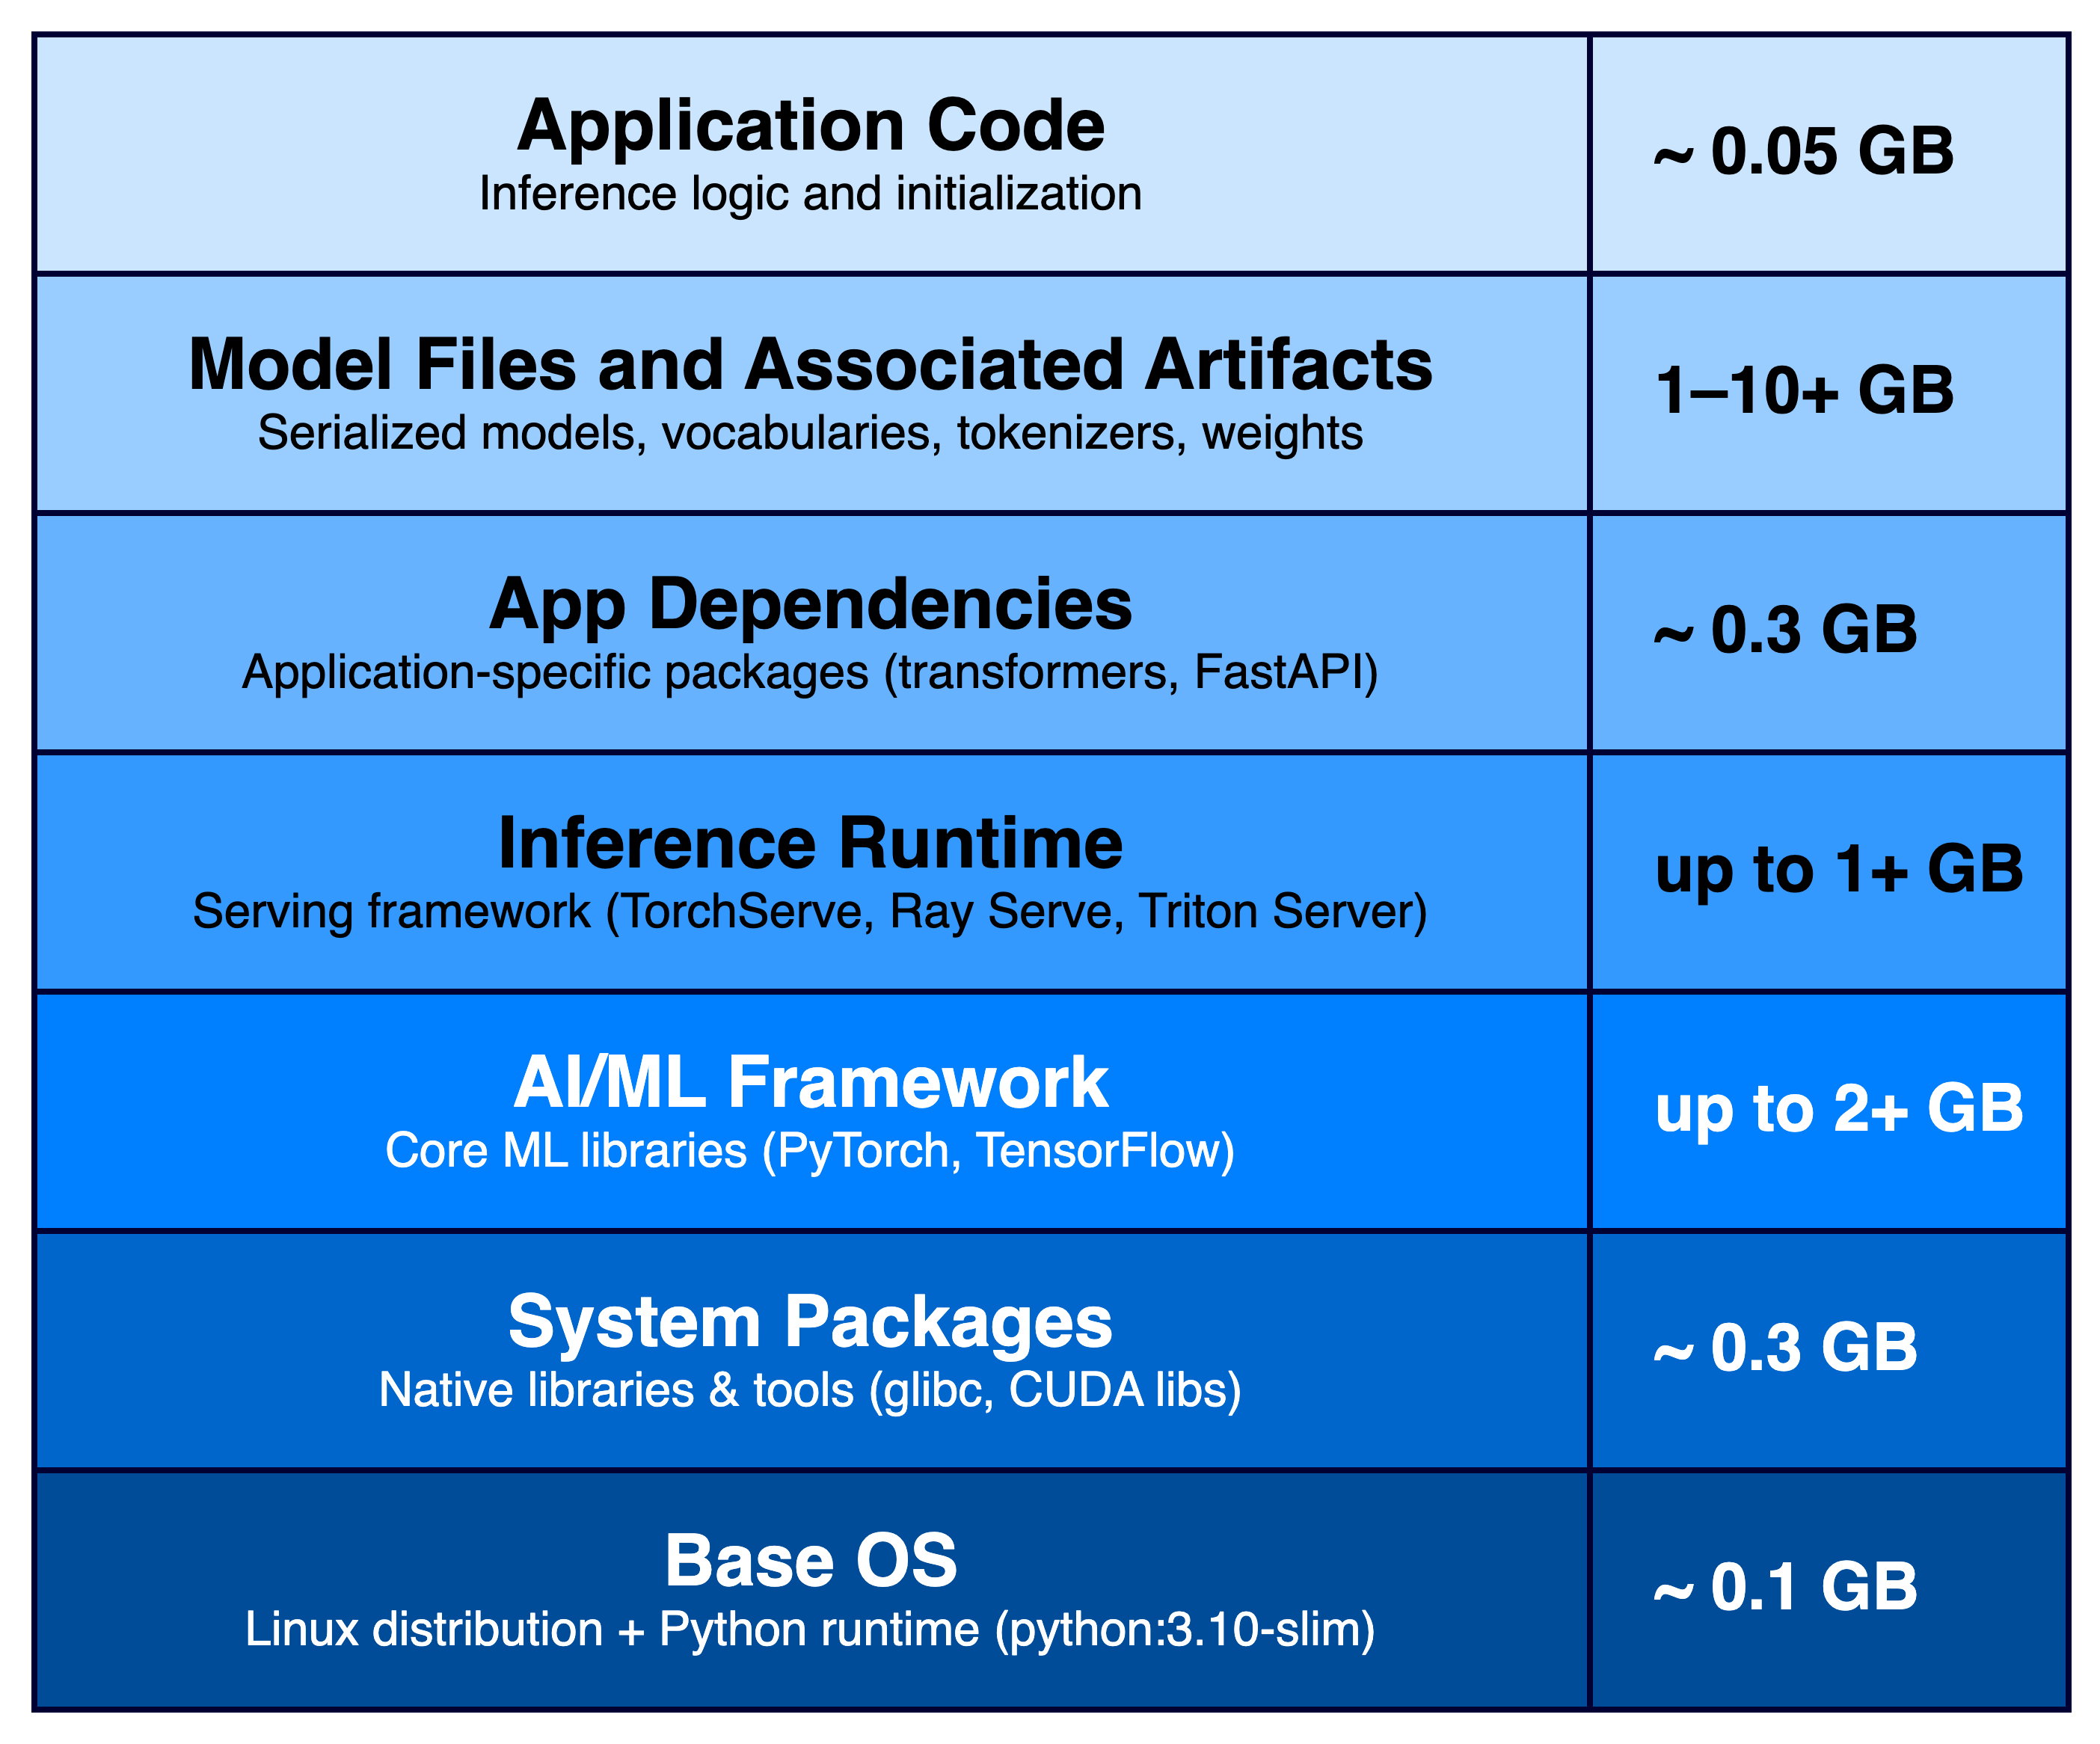 Application Code
Inference logic and initialization
~ 0.05 GB
Model Files and Associated Artifacts
Serialized models, vocabularies, tokenizers, weights
1–10+ GB
App Dependencies
Application-specific packages (transformers, FastAPI)
~ 0.3 GB
Inference Runtime
Serving framework (TorchServe, Ray Serve, Triton Server)
up to 1+ GB
AI/ML Framework
Core ML libraries (PyTorch, TensorFlow)
up to 2+ GB
System Packages
Native libraries & tools (glibc, CUDA libs)
~ 0.3 GB
Base OS
Linux distribution + Python runtime (python:3.10-slim)
~ 0.1 GB